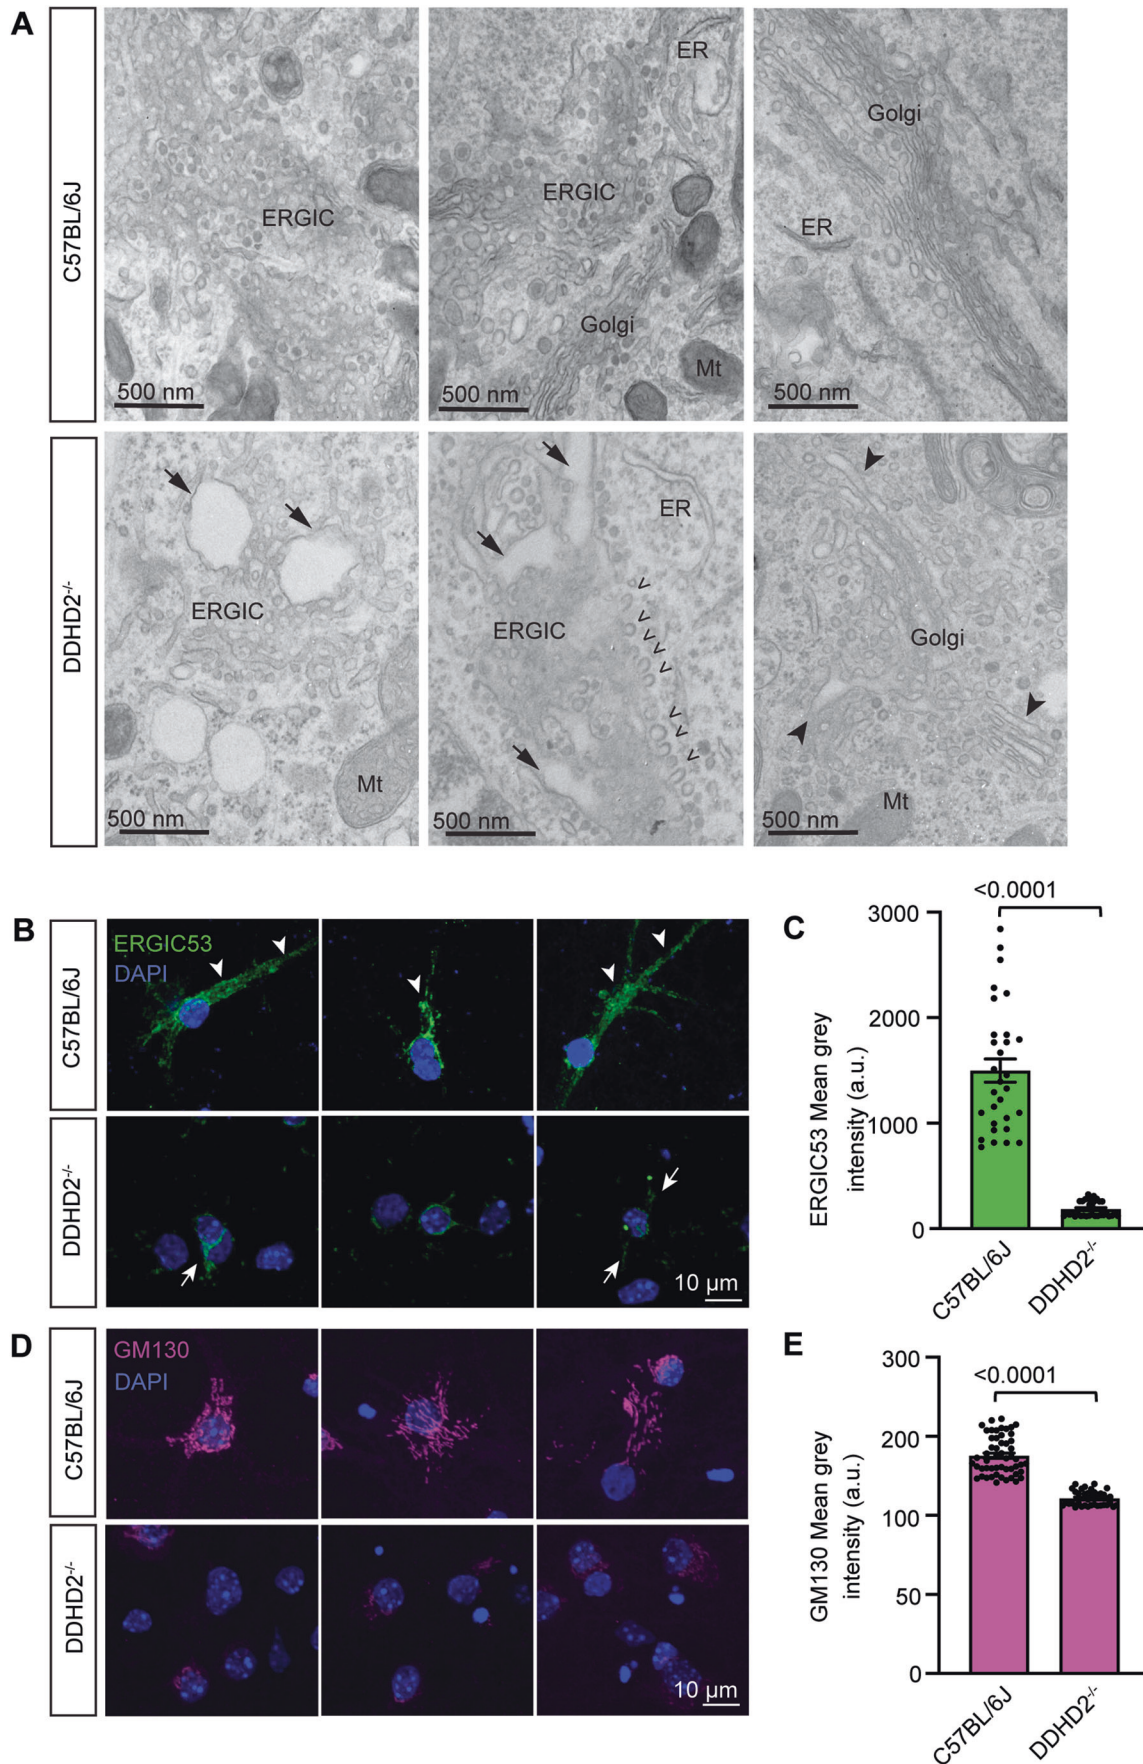 A
C57BL/6J
ERGIC
500 nm
ER
ERGIC
Golgi
Mt
500 nm
Golgi
ER
500 nm
DDHD2-/-
ERGIC
Mt
500 nm
ER
ERGIC
< < < < < < < <
500 nm
Golgi
Mt
500 nm
B
C57BL/6J
ERGIC53
DAPI
DDHD2-/-
10 µm
C
<0.0001
ERGIC53 Mean grey
intensity (a.u.)
3000
2000
1000
0
C57BL/6J
DDHD2-/-
D
C57BL/6J
GM130
DAPI
DDHD2-/-
10 µm
E
<0.0001
GM130 Mean grey
intensity (a.u.)
300
200
100
50
0
C57BL/6J
DDHD2-/-